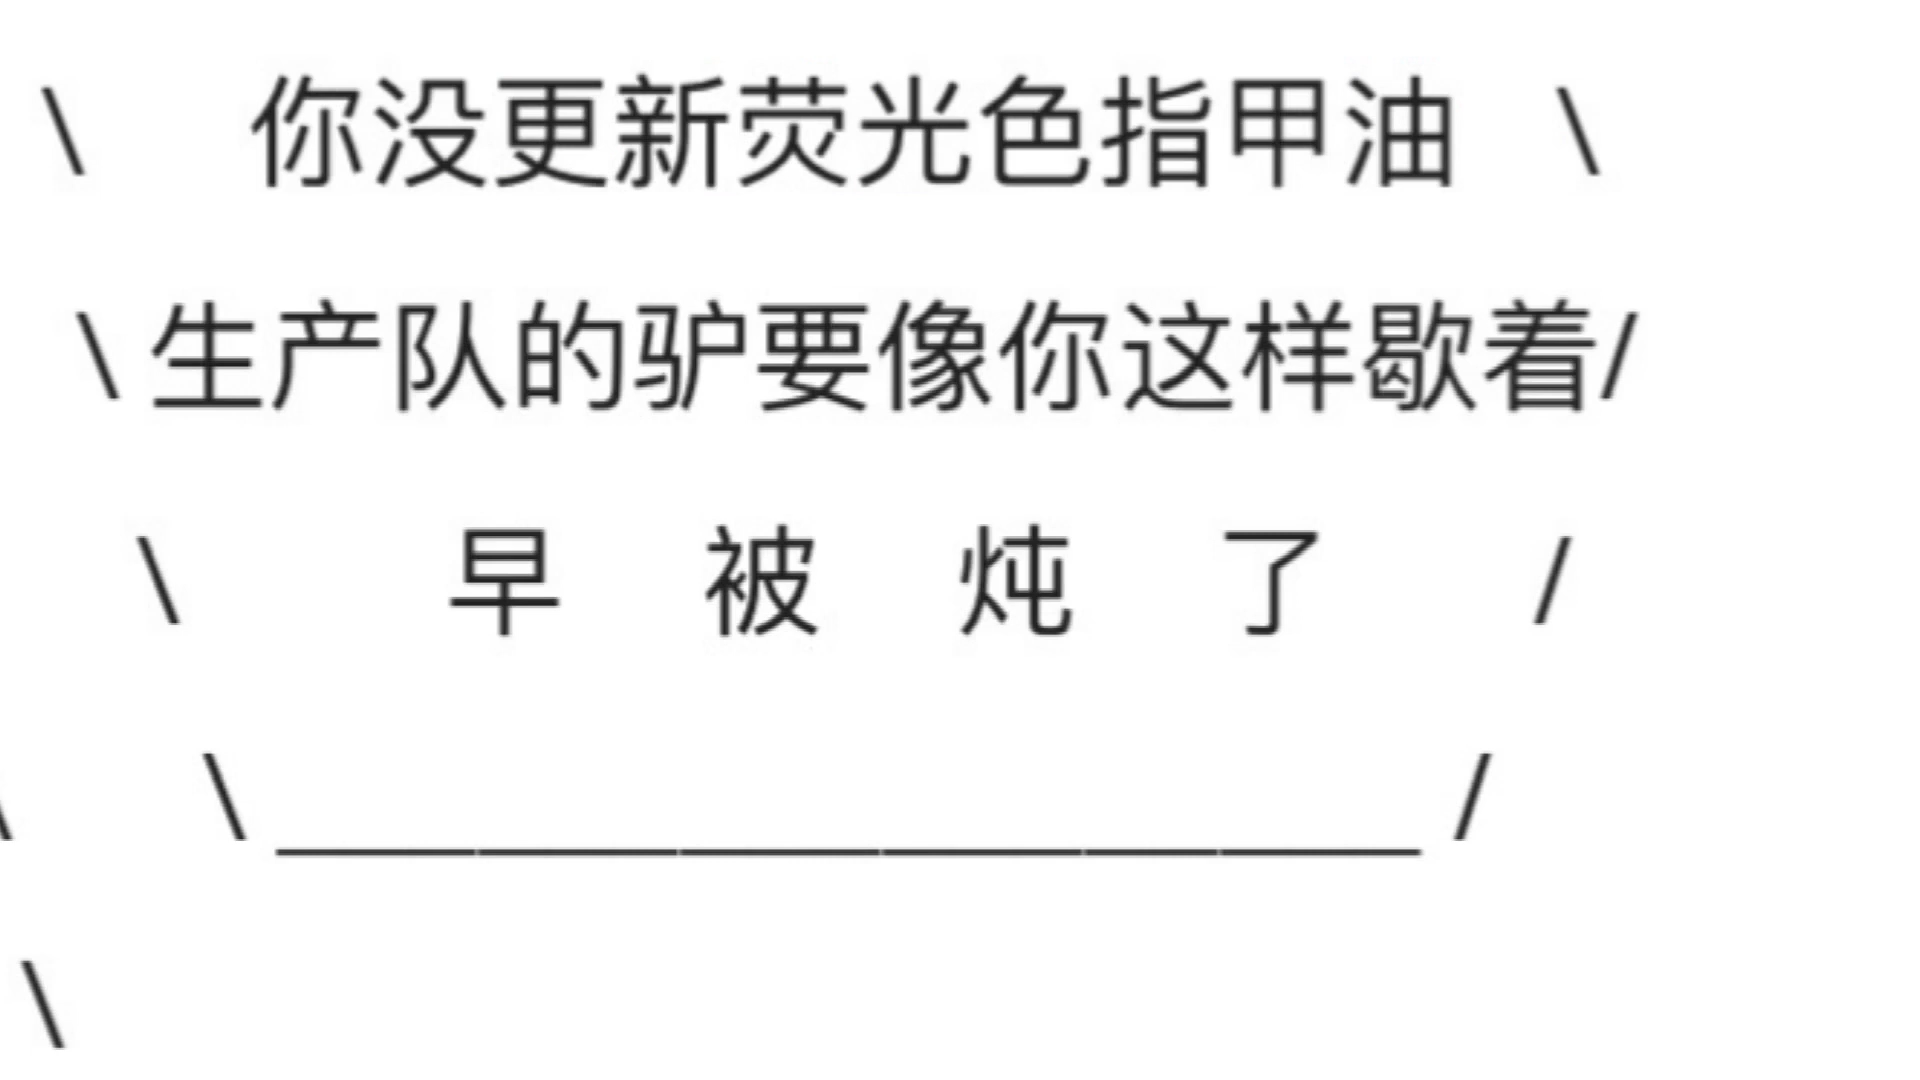 \ 你没更新荧光色指甲油 \
\ 生产队的驴要像你这样歇着/
\ 早 被 炖 了 /
\ \ _________________ /
\